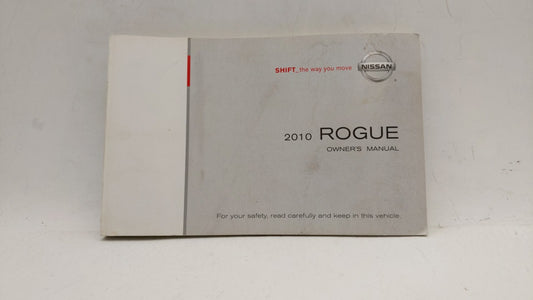 SHIFT_the way you move
NISSAN
2010 ROGUE
OWNER'S MANUAL
For your safety, read carefully and keep in this vehicle.